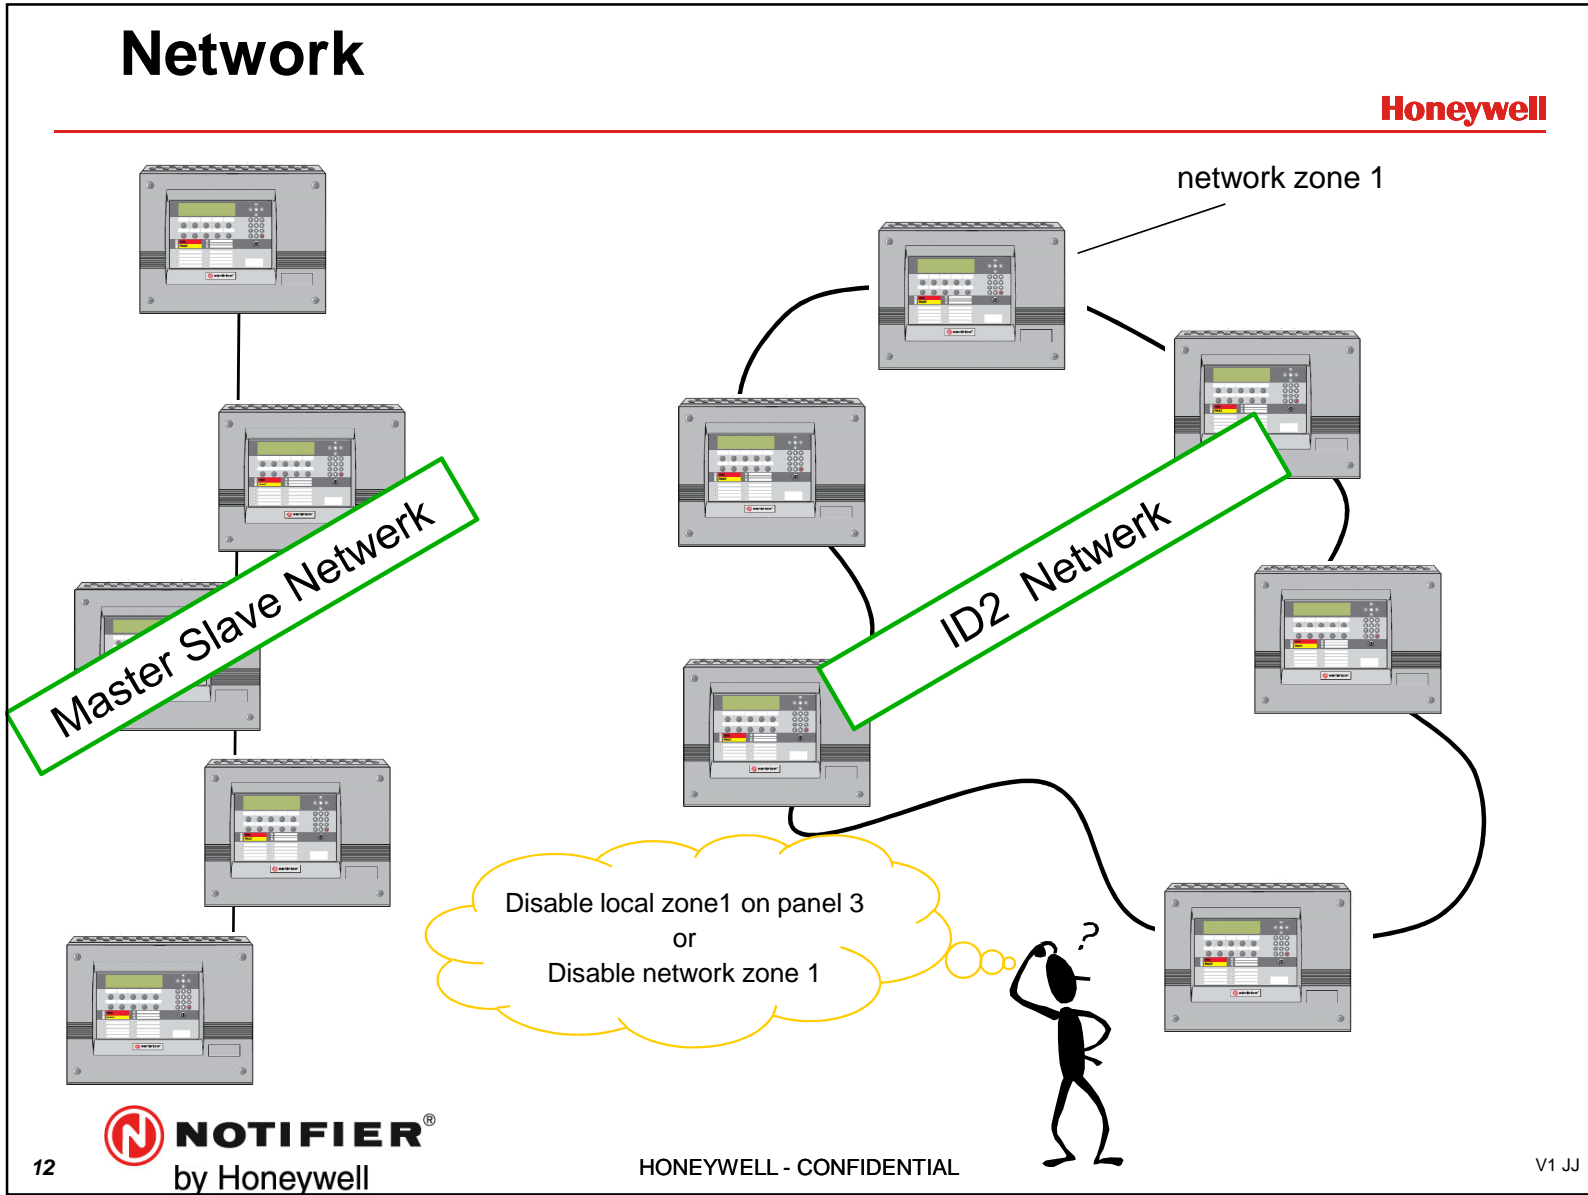 Network
Honeywell
network zone 1
Master Slave Netwerk
ID2 Netwerk
Disable local zone1 on panel 3
or
Disable network zone 1
?
NOTIFIER®
by Honeywell
12
HONEYWELL - CONFIDENTIAL
V1 JJ